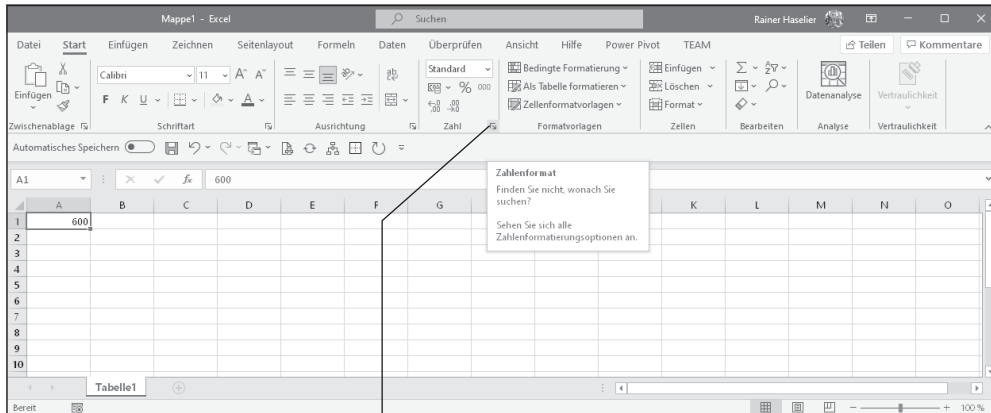 Mappe1 - Excel
Suchen
Rainer Haselier
Datei Start Einfügen Zeichnen Seitenlayout Formeln Daten Überprüfen Ansicht Hilfe Power Pivot TEAM
Teilen Kommentare
Einfügen
Calibri 11 A A
F K U A
ab
Standard
% 000
Bedingte Formatierung
Als Tabelle formatieren
Zellenformatvorlagen
Einfügen
Löschen
Format
Datenanalyse
Vertraulichkeit
Zwischenablage Schriftart Ausrichtung Zahl Formatvorlagen Zellen Bearbeiten Analyse Vertraulichkeit
Automatisches Speichern
A1 fx 600
Zahlenformat
Finden Sie nicht, wonach Sie
suchen?
Sehen Sie sich alle
Zahlenformatierungsoptionen an.
A B C D E F G K L M N O
1 600
2
3
4
5
6
7
8
9
10
Tabelle1
Bereit
100 %